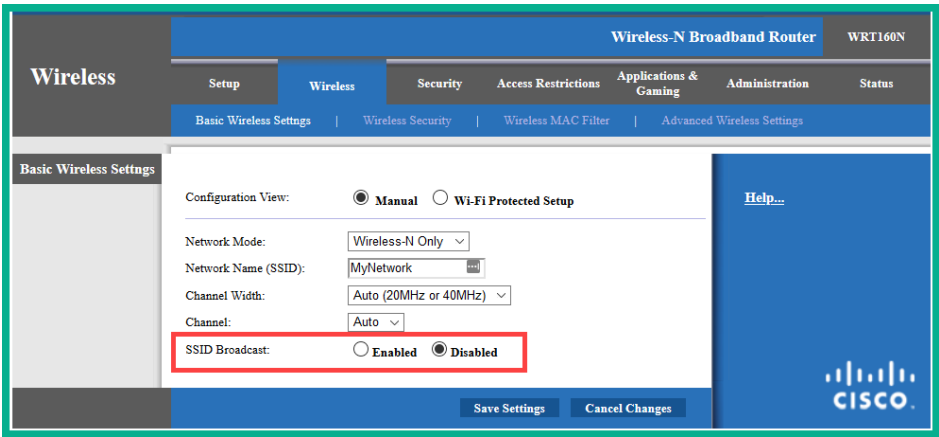 Wireless-N Broadband Router WRT160N
Wireless
Setup Wireless Security Access Restrictions Applications & Gaming Administration Status
Basic Wireless Settngs | Wireless Security | Wireless MAC Filter | Advanced Wireless Settings
Basic Wireless Settngs
Configuration View: Manual Wi-Fi Protected Setup
Help...
Network Mode: Wireless-N Only
Network Name (SSID): MyNetwork
Channel Width: Auto (20MHz or 40MHz)
Channel: Auto
SSID Broadcast: Enabled Disabled
Save Settings Cancel Changes
CISCO.